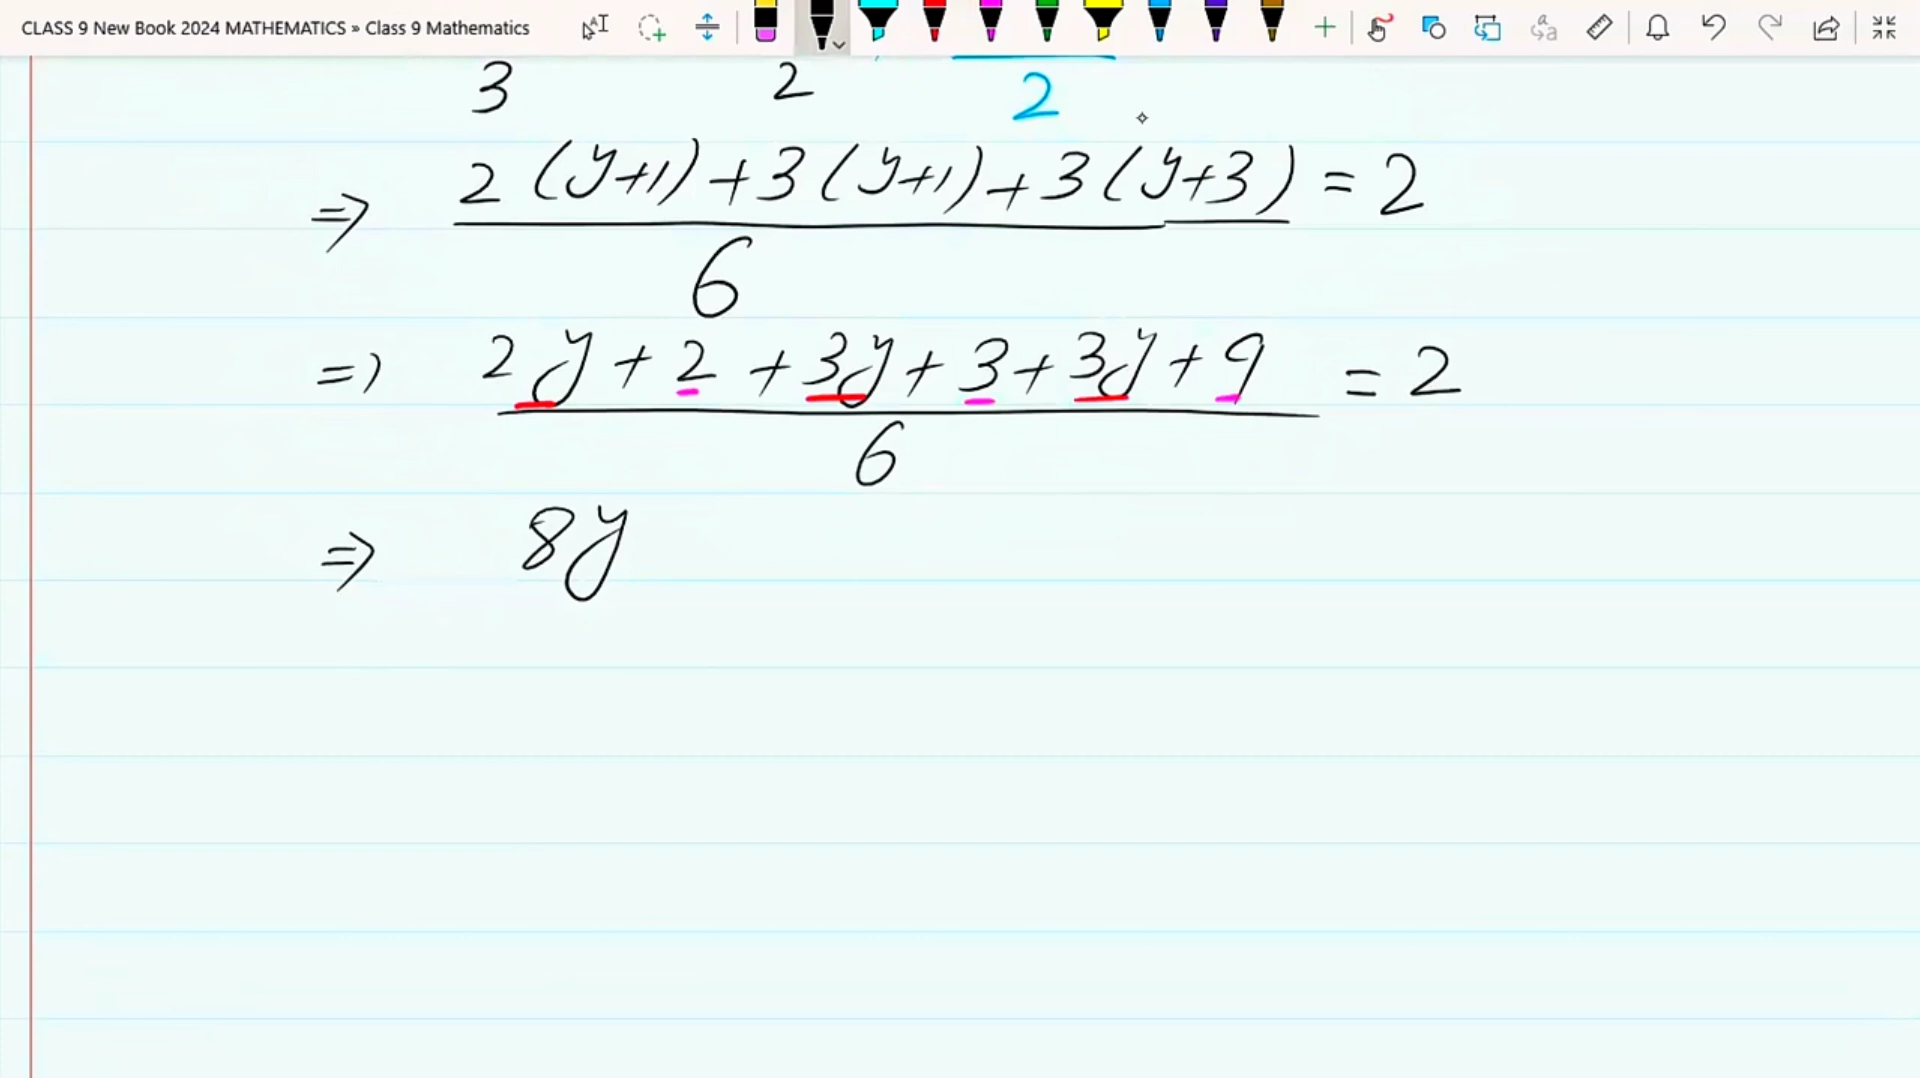 CLASS 9 New Book 2024 MATHEMATICS » Class 9 Mathematics
3 2 2
⇒ 2 (y+1) + 3 (y+1) + 3 (y+3) = 2
6
⇒ 2y + 2 + 3y + 3 + 3y + 9 = 2
6
⇒ 8y